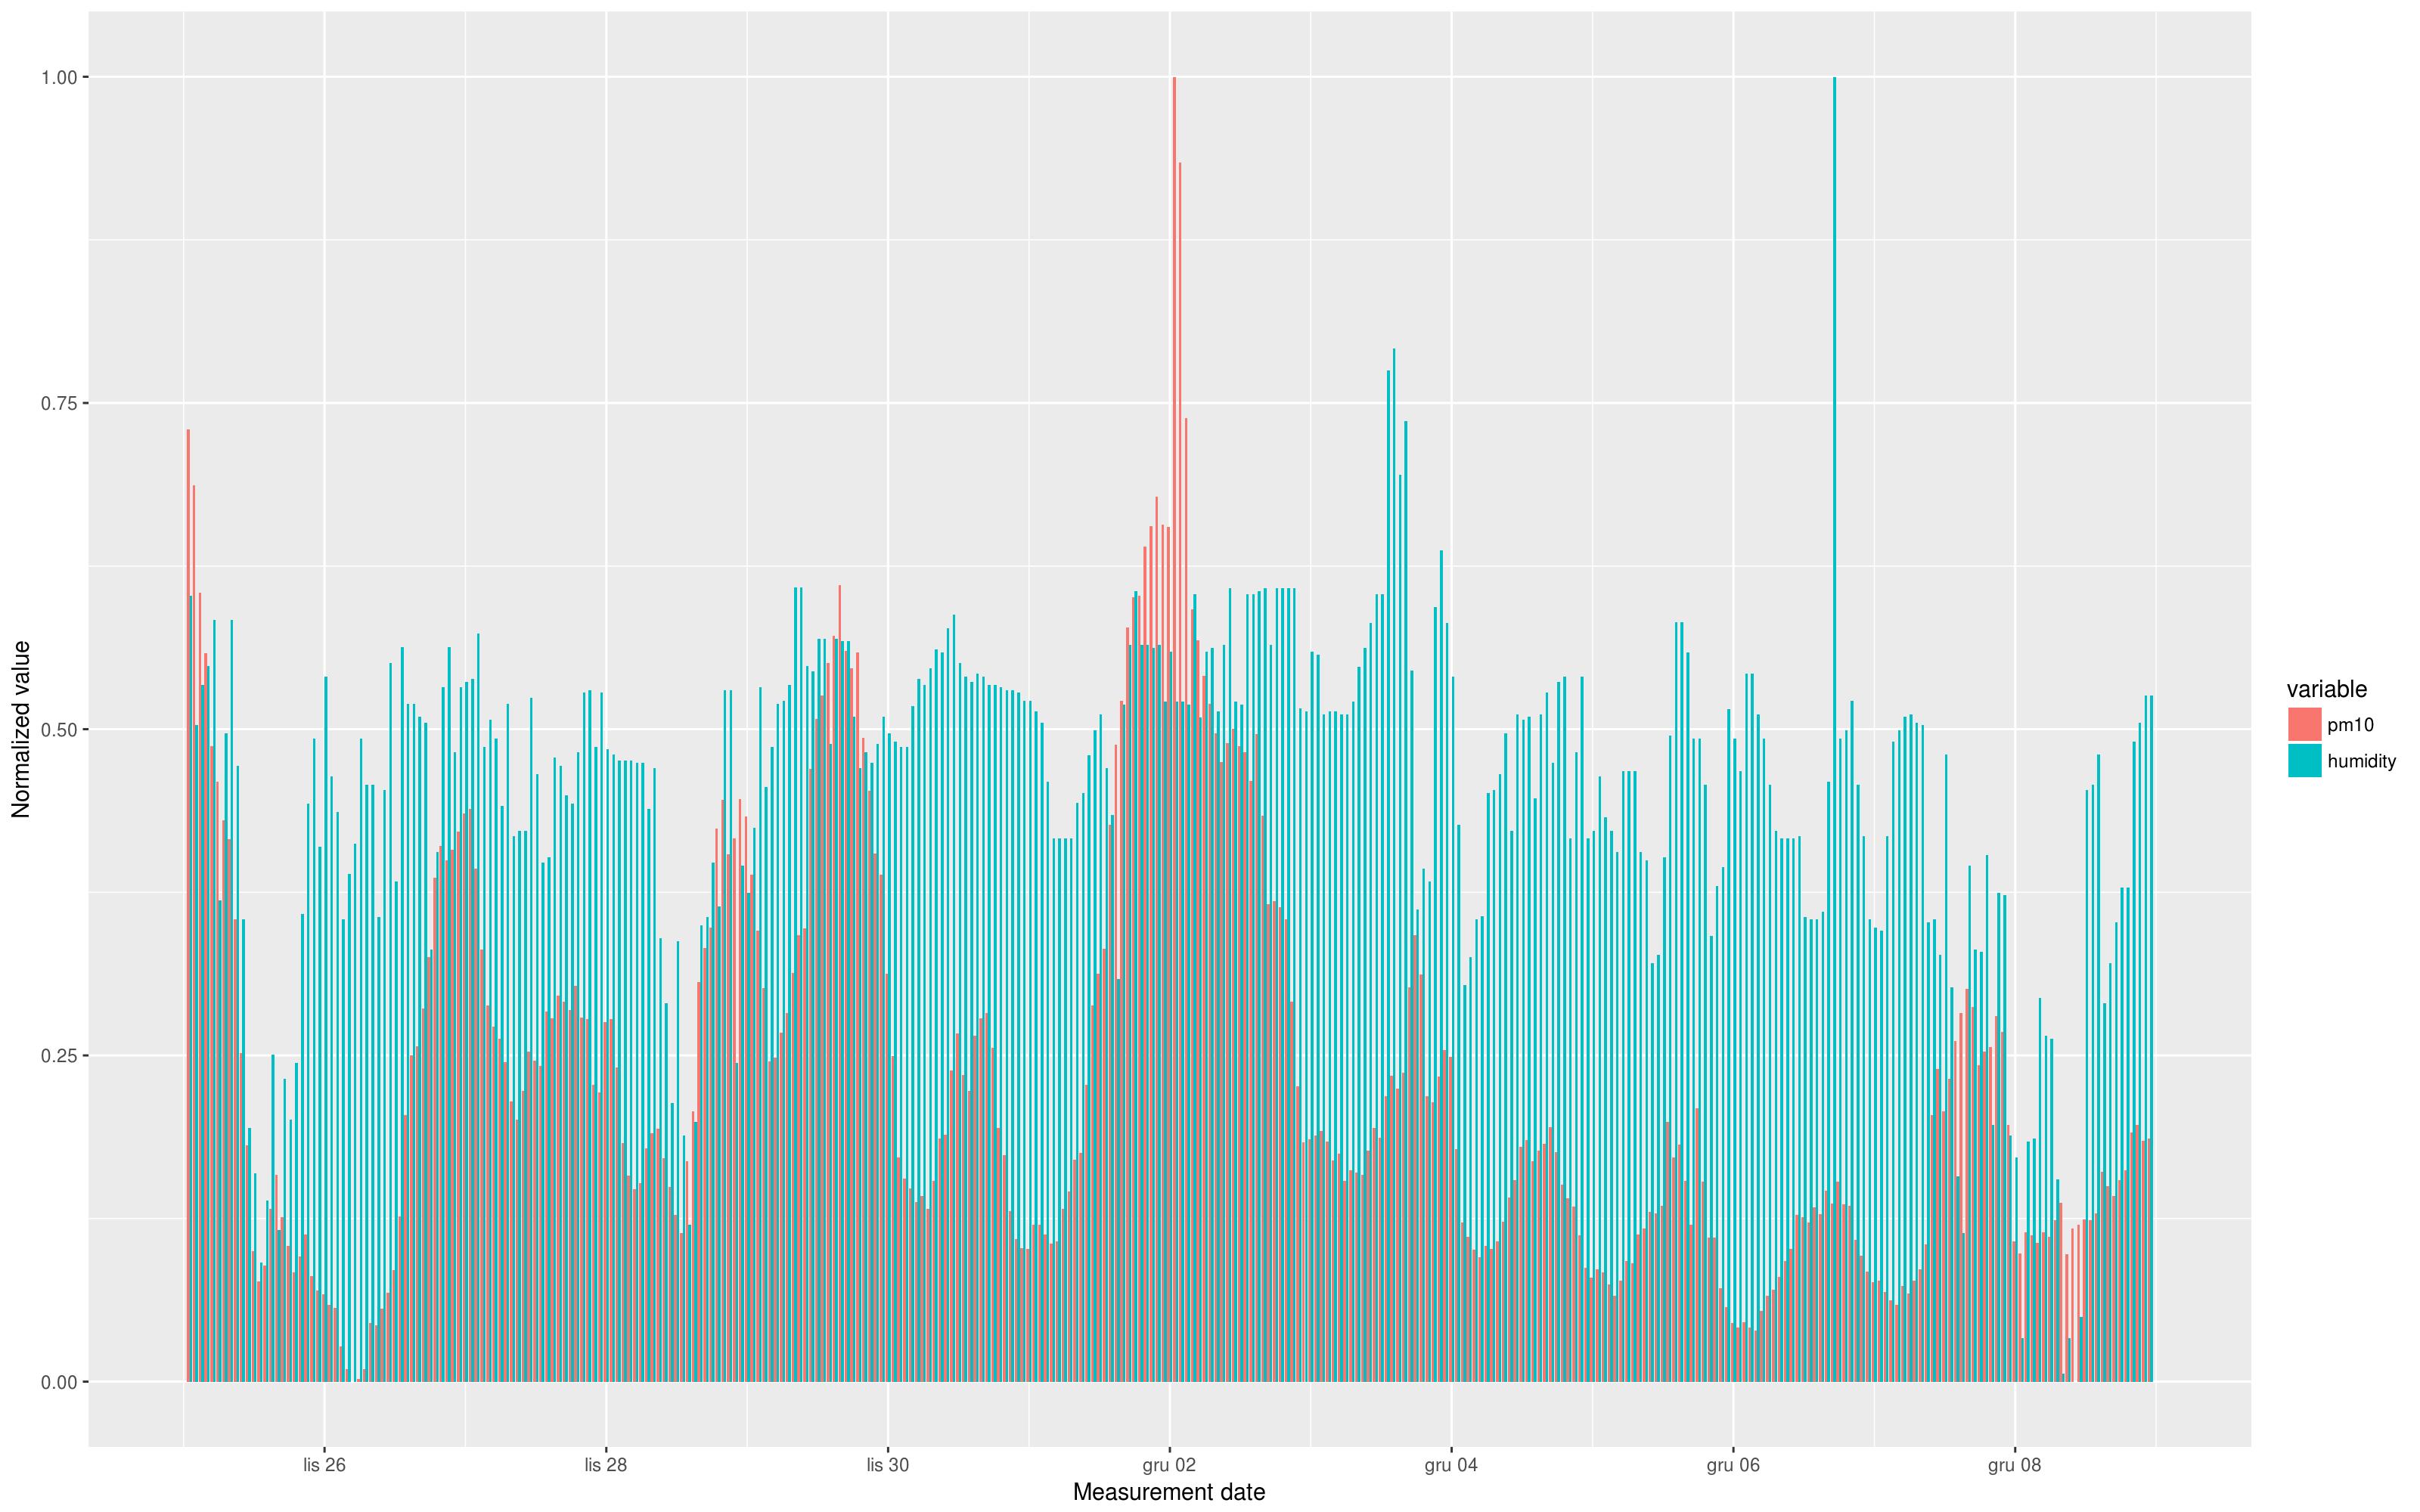 1.00
0.75
0.50
0.25
0.00
Normalized value
lis 26
lis 28
lis 30
gru 02
gru 04
gru 06
gru 08
Measurement date
variable
pm10
humidity